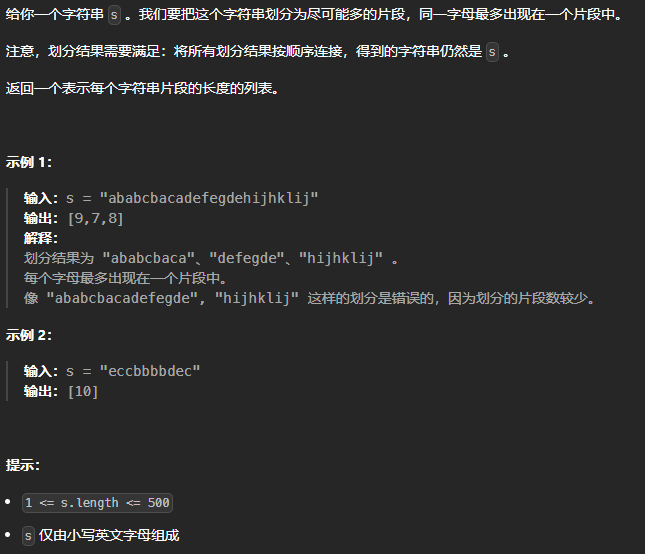 给你一个字符串 s 。我们要把这个字符串划分为尽可能多的片段，同一字母最多出现在一个片段中。
注意，划分结果需要满足：将所有划分结果按顺序连接，得到的字符串仍然是 s 。
返回一个表示每个字符串片段的长度的列表。
示例 1：
输入：s = "ababcbacadefegdehijhklij"
输出：[9,7,8]
解释：
划分结果为 "ababcbaca"、"defegde"、"hijhklij" 。
每个字母最多出现在一个片段中。
像 "ababcbacadefegde", "hijhklij" 这样的划分是错误的，因为划分的片段数较少。
示例 2：
输入：s = "eccbbbbdec"
输出：[10]
提示：
• 1 <= s.length <= 500
• s 仅由小写英文字母组成